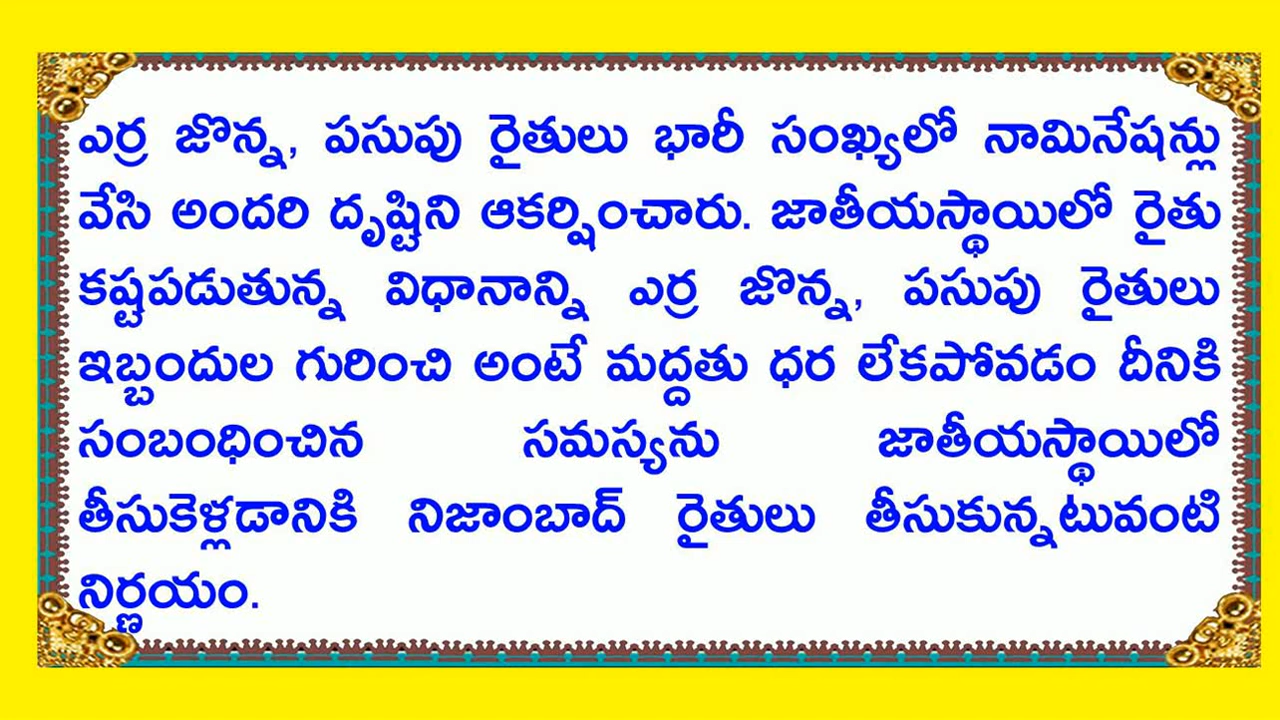 ఎర్ర జొన్న, పసుపు రైతులు భారీ సంఖ్యలో నామినేషన్లు
వేసి అందరి దృష్టిని ఆకర్షించారు. జాతీయస్థాయిలో రైతు
కష్టపడుతున్న విధానాన్ని ఎర్ర జొన్న, పసుపు రైతులు
ఇబ్బందుల గురించి అంటే మద్దతు ధర లేకపోవడం దీనికి
సంబంధించిన సమస్యను జాతీయస్థాయిలో
తీసుకెళ్లడానికి నిజాంబాద్ రైతులు తీసుకున్నటువంటి
నిర్ణయం.